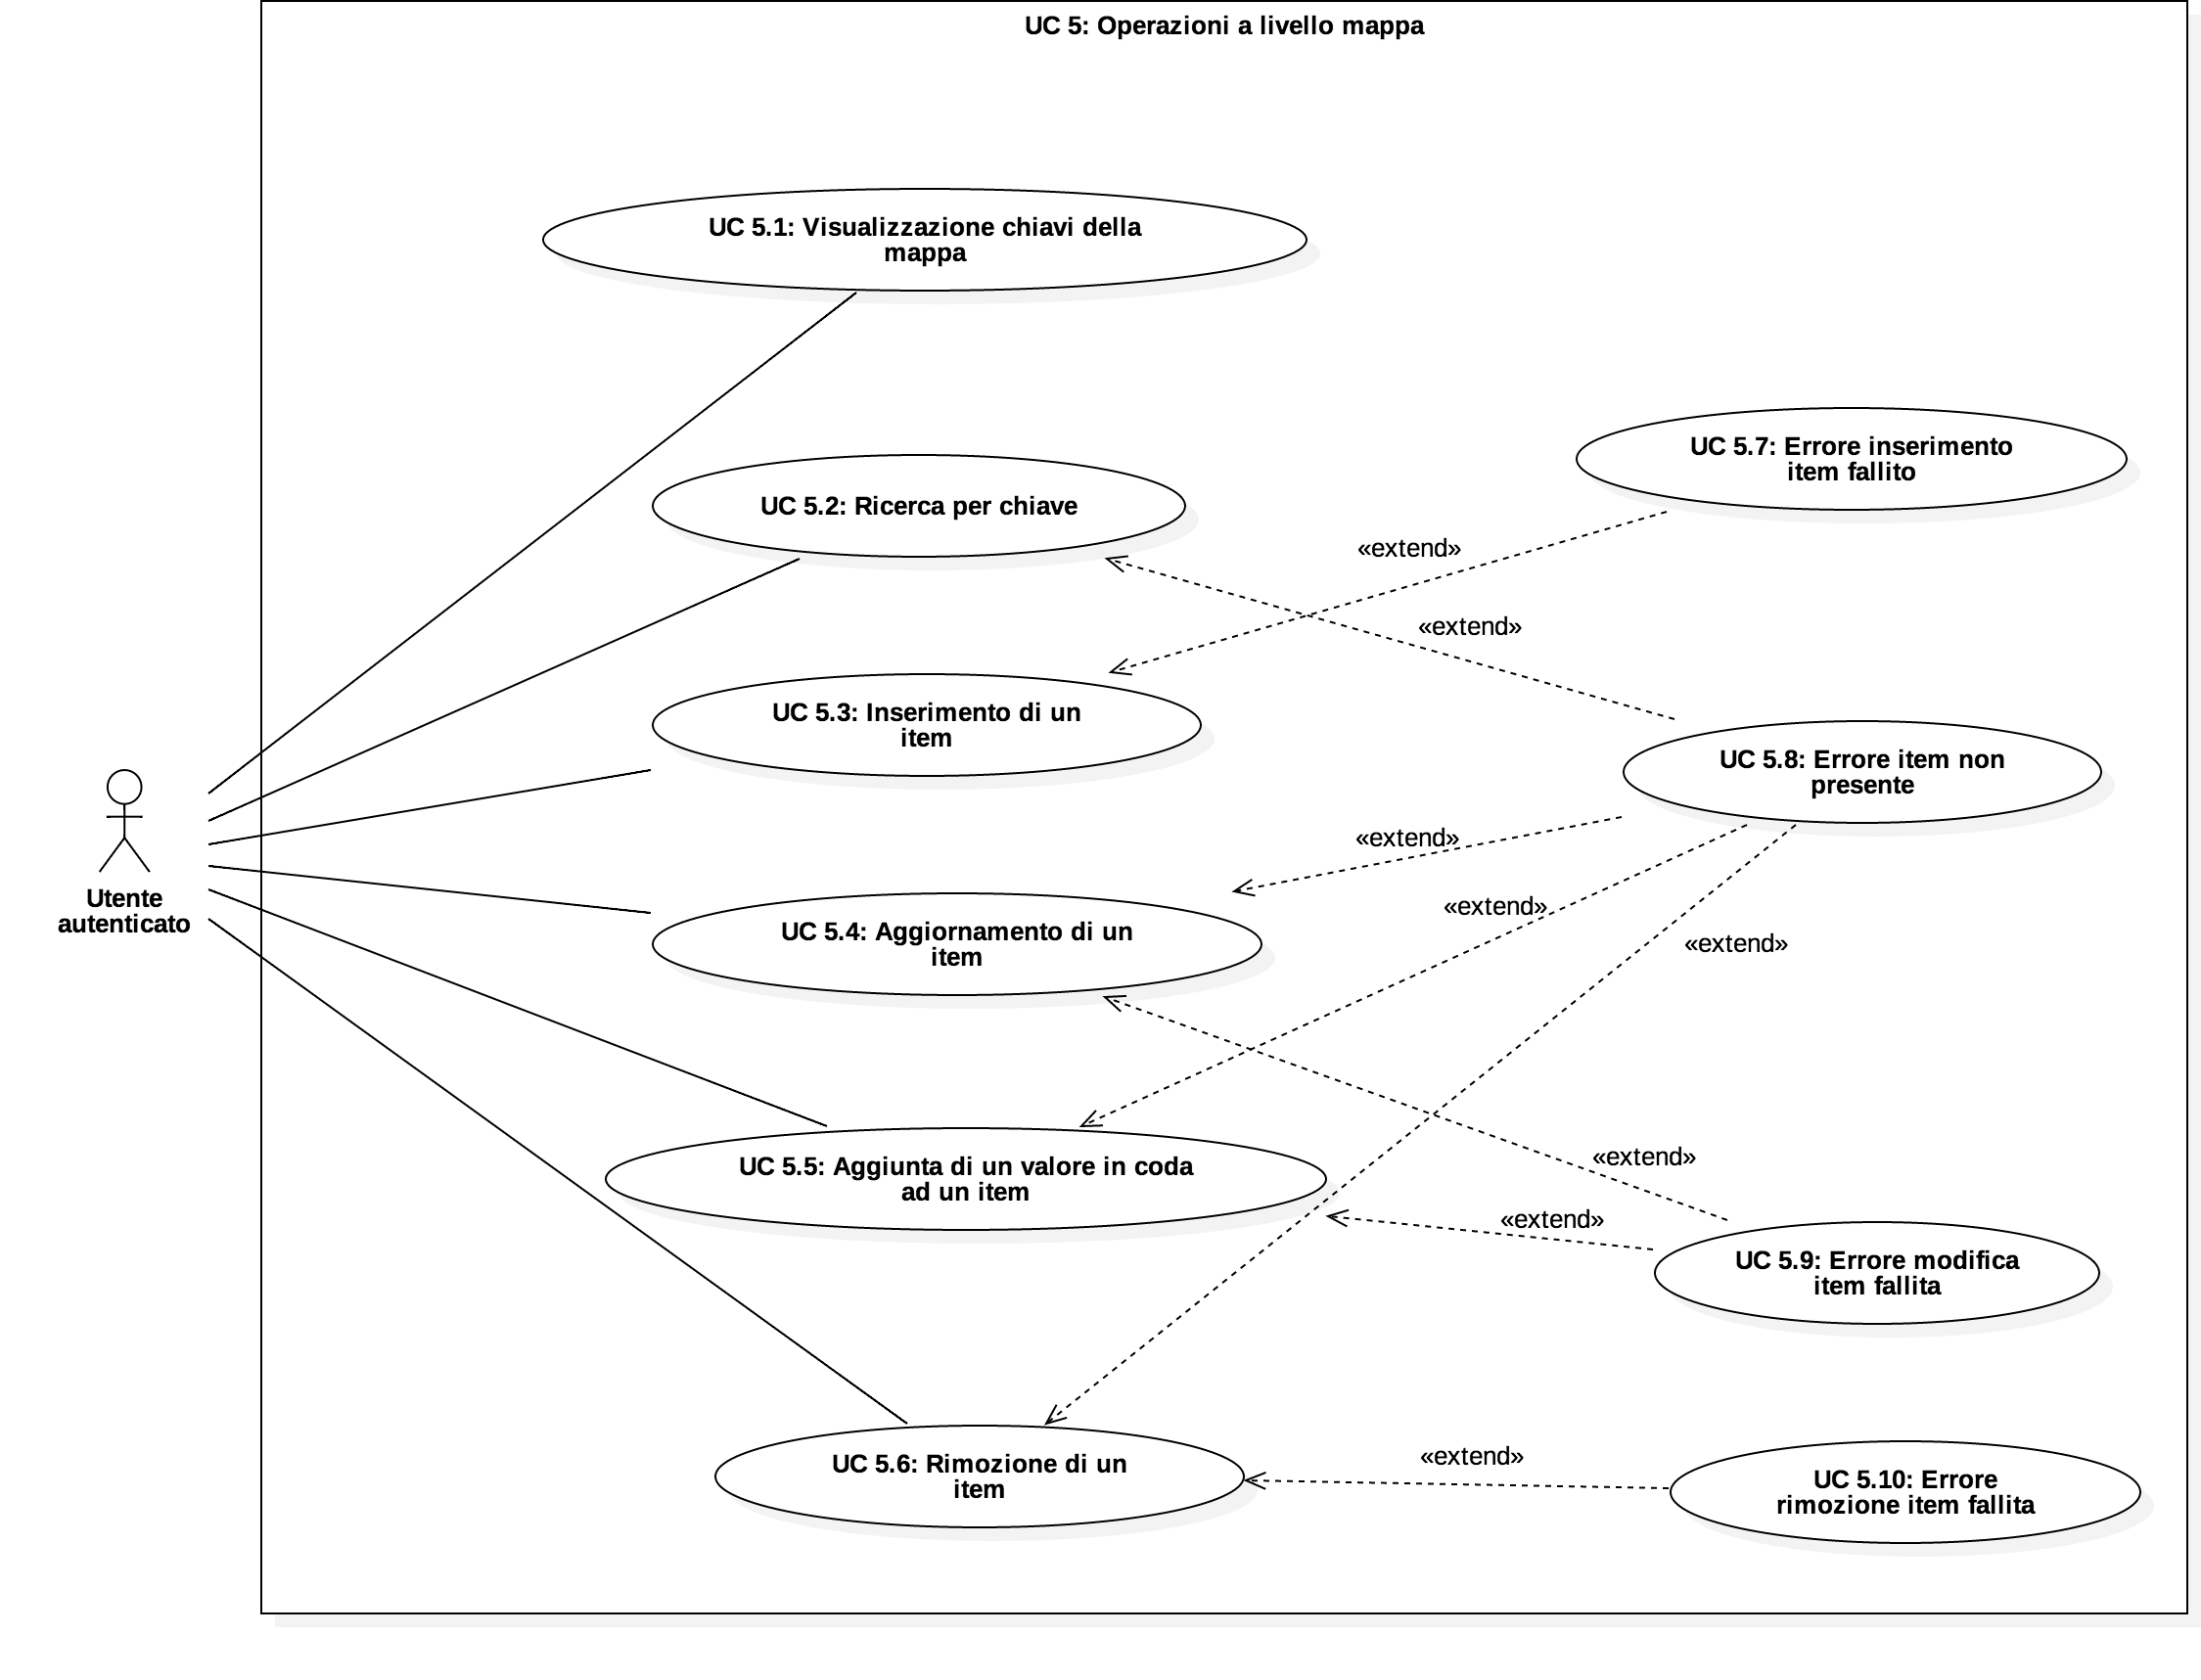 UC 5: Operazioni a livello mappa
UC 5.1: Visualizzazione chiavi della
mappa
UC 5.2: Ricerca per chiave
UC 5.7: Errore inserimento
item fallito
«extend»
«extend»
UC 5.3: Inserimento di un
item
UC 5.8: Errore item non
presente
Utente
autenticato
«extend»
«extend»
«extend»
UC 5.4: Aggiornamento di un
item
UC 5.5: Aggiunta di un valore in coda
ad un item
«extend»
«extend»
UC 5.9: Errore modifica
item fallita
UC 5.6: Rimozione di un
item
«extend»
UC 5.10: Errore
rimozione item fallita